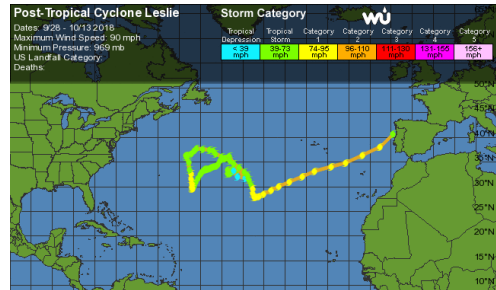 Post-Tropical Cyclone Leslie
Dates: 9/28 - 10/13 2018
Maximum Wind Speed: 90 mph
Minimum Pressure: 969 mb
US Landfall Category:
Deaths:
Storm Category
wu
Tropical Depression
Tropical Storm
Category 1
Category 2
Category 3
Category 4
Category 5
< 39 mph
39-73 mph
74-95 mph
96-110 mph
111-130 mph
131-155 mph
156+ mph
50°N
45°N
40°N
35°N
30°N
25°N
20°N
15°N
10°N